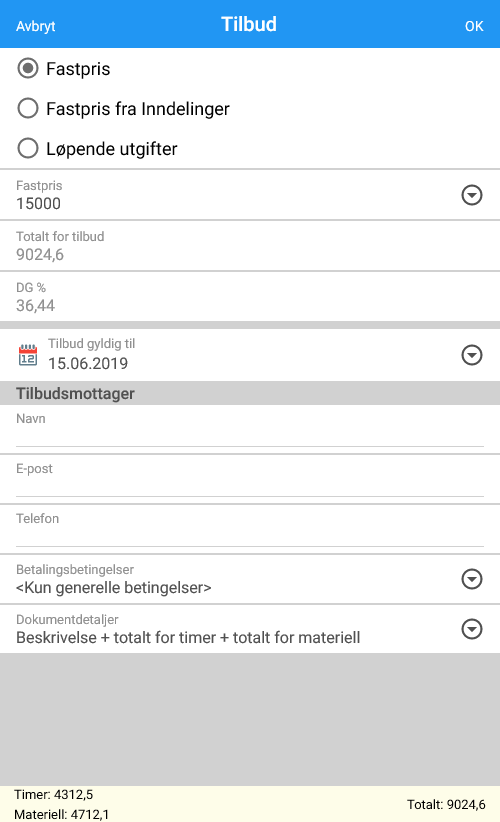 Avbryt Tilbud OK
Fastpris
Fastpris fra Inndelinger
Løpende utgifter
Fastpris
15000
Totalt for tilbud
9024,6
DG %
36,44
Tilbud gyldig til
12 15.06.2019
Tilbudsmottager
Navn
E-post
Telefon
Betalingsbetingelser
<Kun generelle betingelser>
Dokumentdetaljer
Beskrivelse + totalt for timer + totalt for materiell
Timer: 4312,5
Materiell: 4712,1
Totalt: 9024,6